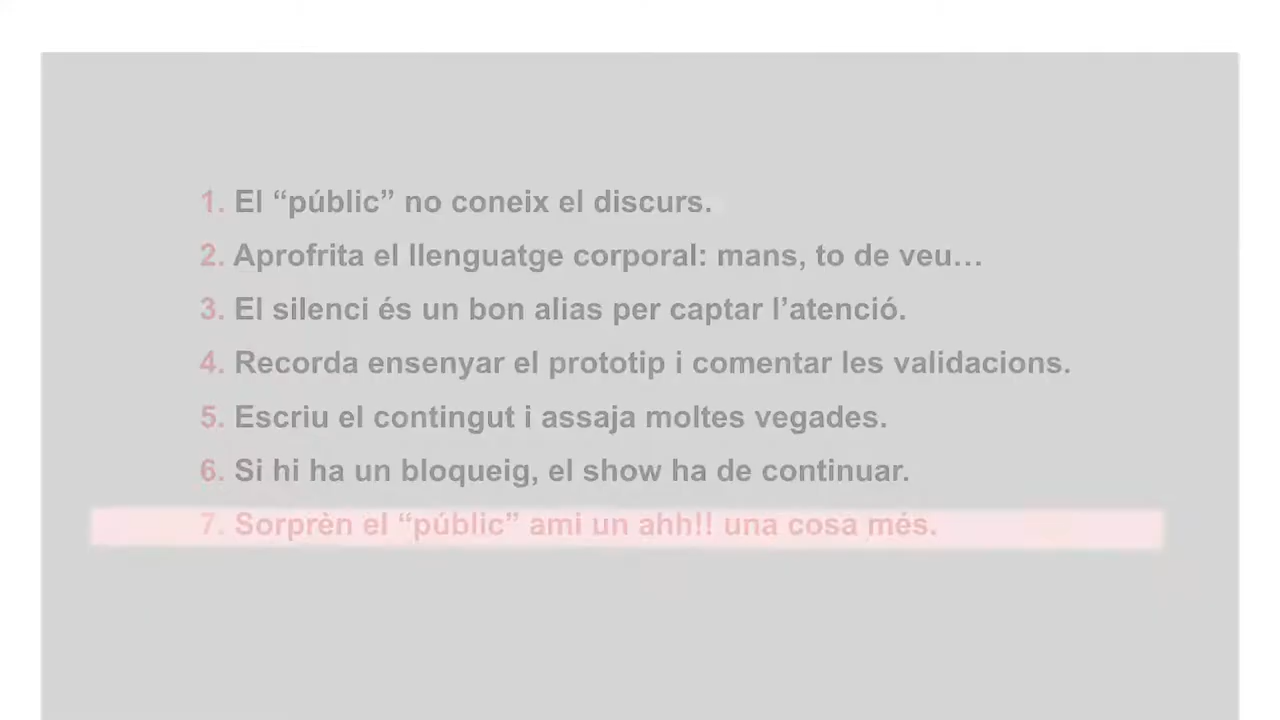 1. El “públic” no coneix el discurs.
2. Aprofrita el llenguatge corporal: mans, to de veu…
3. El silenci és un bon alias per captar l’atenció.
4. Recorda ensenyar el prototip i comentar les validacions.
5. Escriu el contingut i assaja moltes vegades.
6. Si hi ha un bloqueig, el show ha de continuar.
7. Sorprèn el “públic” ami un ahh!! una cosa més.